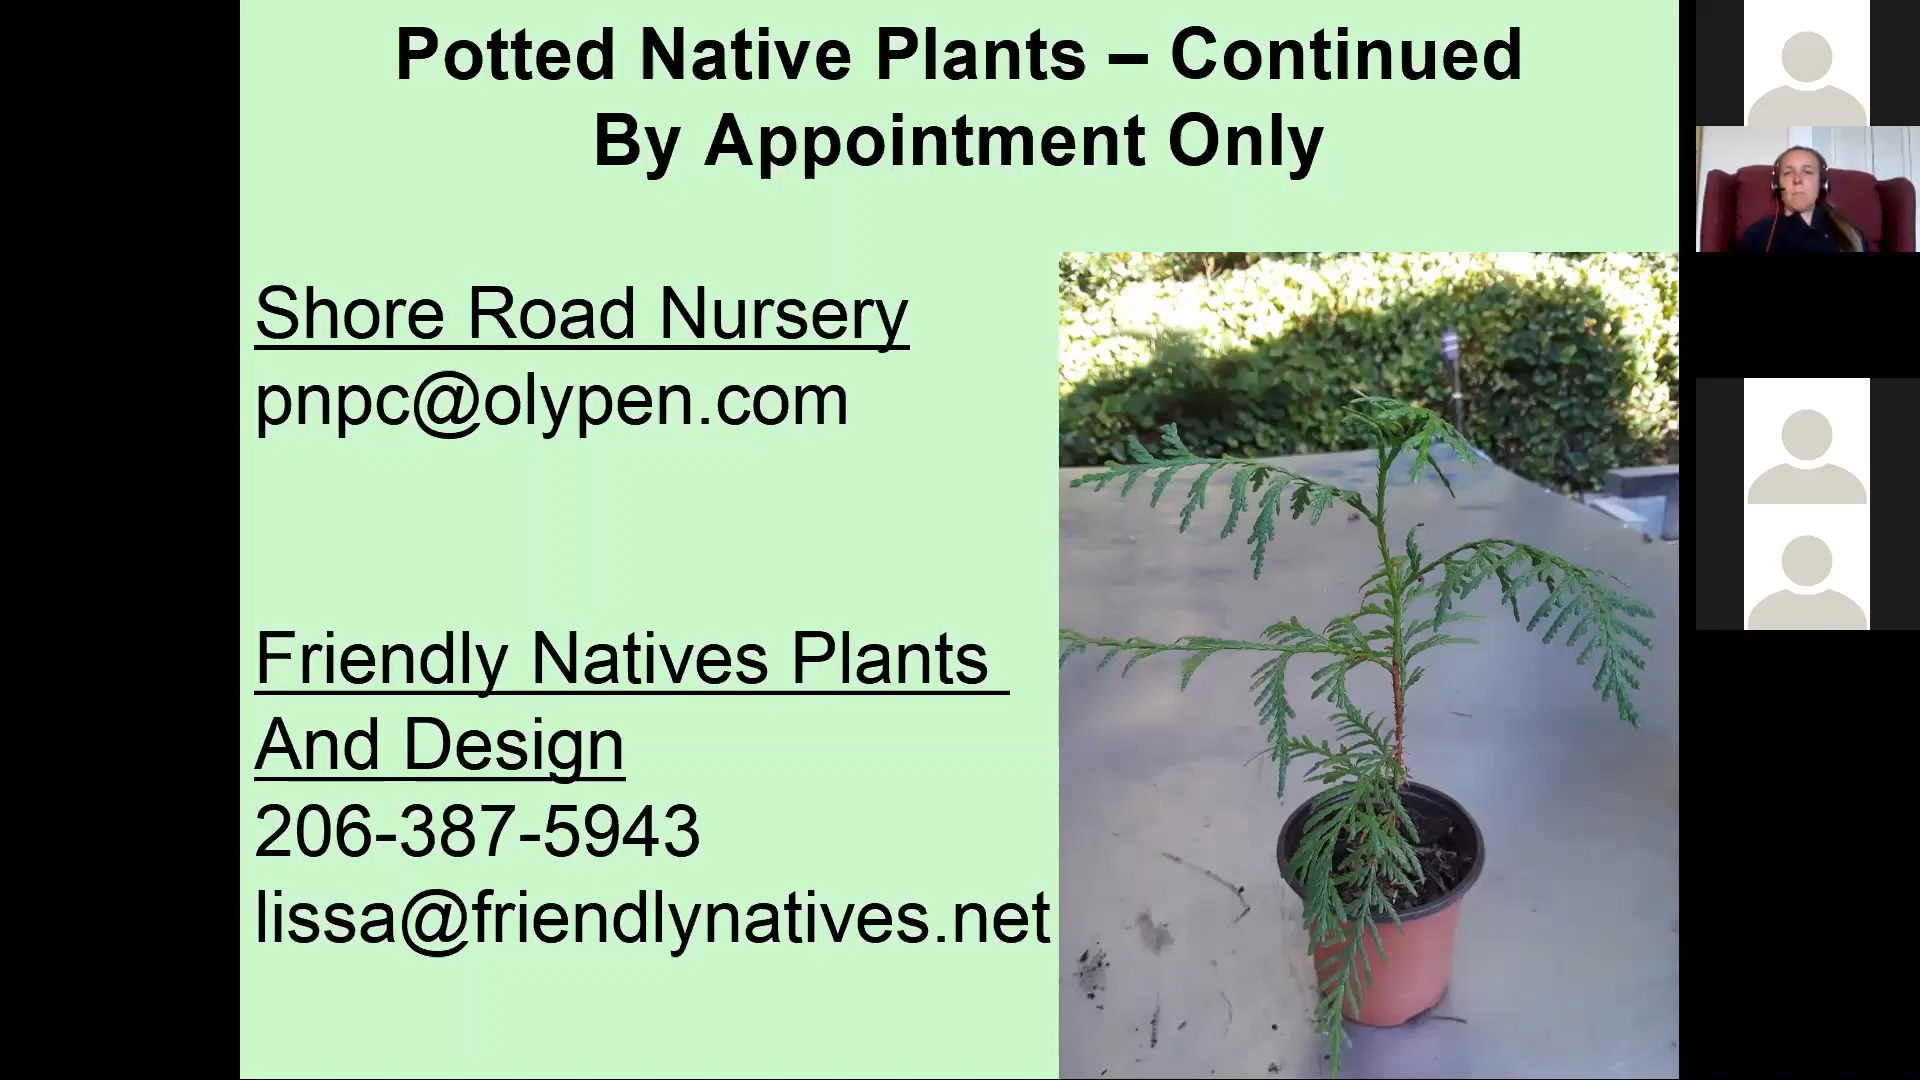 Potted Native Plants – Continued
By Appointment Only
Shore Road Nursery
pnpc@olypen.com
Friendly Natives Plants
And Design
206-387-5943
lissa@friendlynatives.net